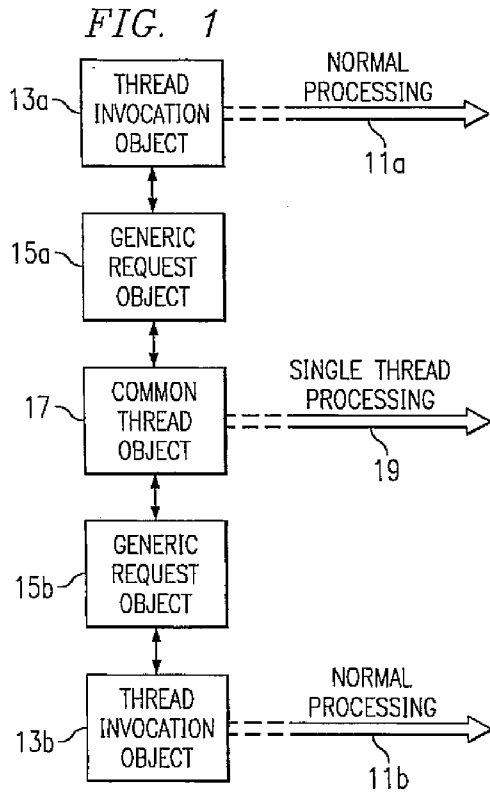 FIG. 1
13a
THREAD
INVOCATION
OBJECT
NORMAL
PROCESSING
11a
15a
GENERIC
REQUEST
OBJECT
17
COMMON
THREAD
OBJECT
SINGLE THREAD
PROCESSING
19
15b
GENERIC
REQUEST
OBJECT
13b
THREAD
INVOCATION
OBJECT
NORMAL
PROCESSING
11b